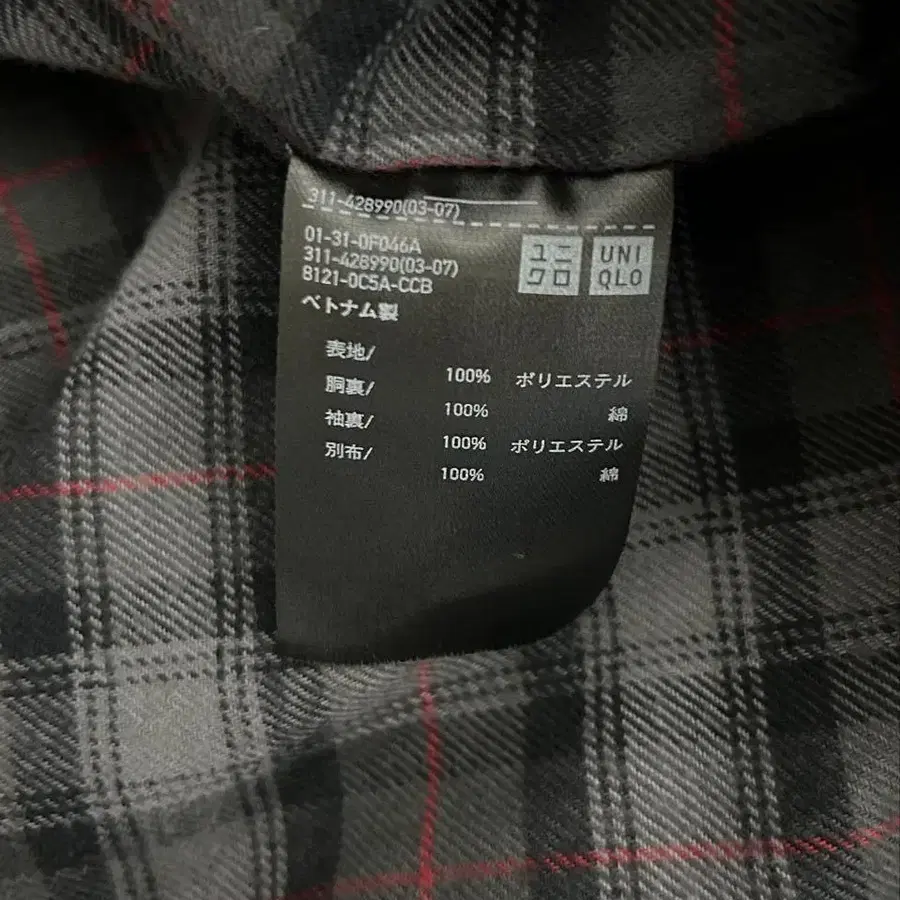 311-428990(03-07)
01-31-0F046A
311-428990(03-07)
8121-0C5A-CCB
ユニ
クロ
UNI
QLO
ベトナム製
表地/
100% ポリエステル
胴裏/
100% 綿
袖裏/
100% ポリエステル
別布/
100% 綿